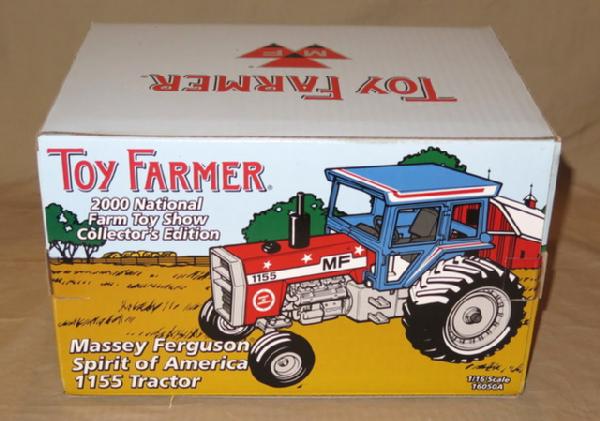 MF
TOY FARMER.
TOY FARMER®
2000 National
Farm Toy Show
Collector's Edition
1155
MF
Massey Ferguson
Spirit of America
1155 Tractor
1/16 Scale
16050A